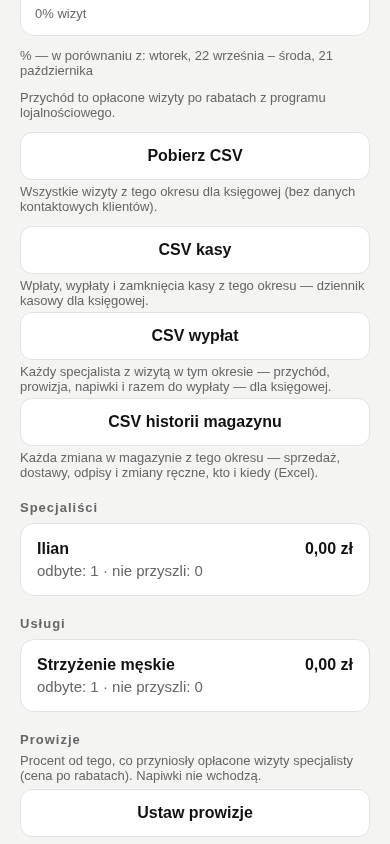 0% wizyt
% — w porównaniu z: wtorek, 22 września – środa, 21
października
Przychód to opłacone wizyty po rabatach z programu
lojalnościowego.
Pobierz CSV
Wszystkie wizyty z tego okresu dla księgowej (bez danych
kontaktowych klientów).
CSV kasy
Wpłaty, wypłaty i zamknięcia kasy z tego okresu — dziennik
kasowy dla księgowej.
CSV wypłat
Każdy specjalista z wizytą w tym okresie — przychód,
prowizja, napiwki i razem do wypłaty — dla księgowej.
CSV historii magazynu
Każda zmiana w magazynie z tego okresu — sprzedaż,
dostawy, odpisy i zmiany ręczne, kto i kiedy (Excel).
Specjaliści
Ilian 0,00 zł
odbyte: 1 · nie przyszli: 0
Usługi
Strzyżenie męskie 0,00 zł
odbyte: 1 · nie przyszli: 0
Prowizje
Procent od tego, co przyniosły opłacone wizyty specjalisty
(cena po rabatach). Napiwki nie wchodzą.
Ustaw prowizje